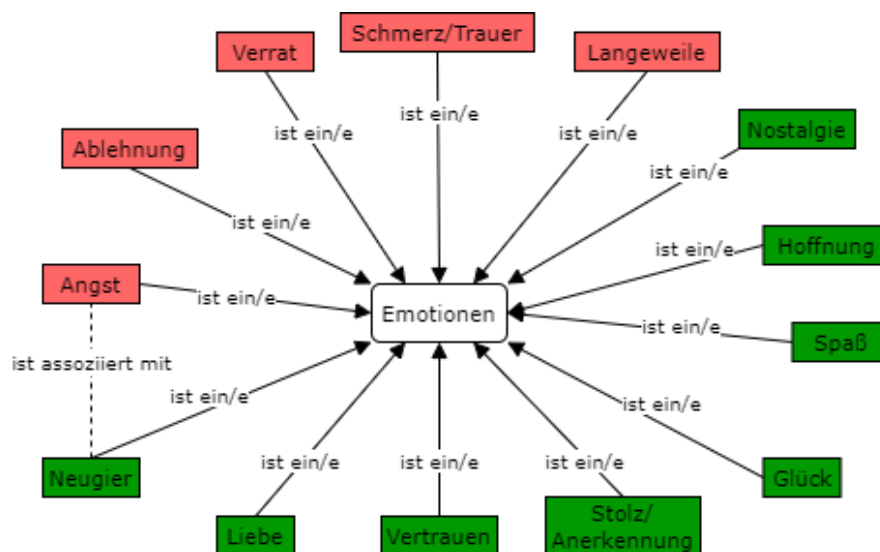 Schmerz/Trauer
Verrat
Langeweile
ist ein/e
Nostalgie
ist ein/e
ist ein/e
Ablehnung
ist ein/e
ist ein/e
Hoffnung
ist ein/e
Angst
ist ein/e
Emotionen
ist ein/e
Spaß
ist assoziiert mit
ist ein/e
ist ein/e
Neugier
ist ein/e
ist ein/e
ist ein/e
Glück
Liebe
Vertrauen
Stolz/
Anerkennung